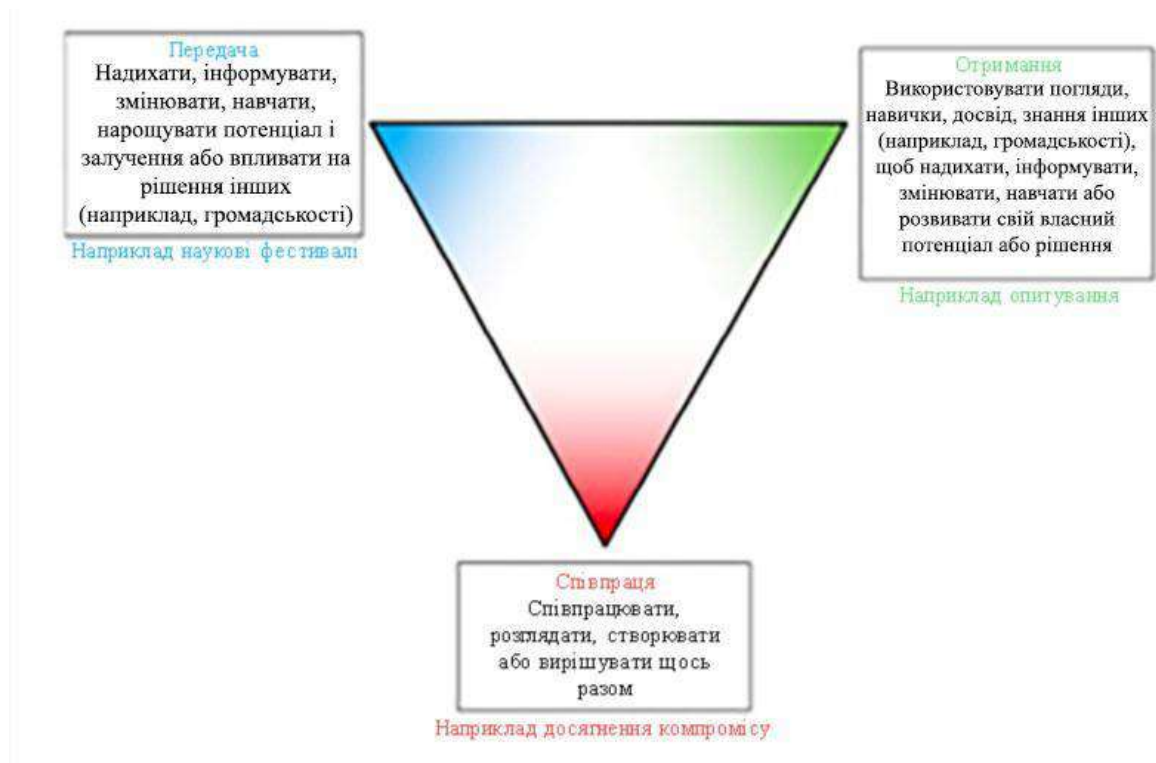 Передача
Надихати, інформувати,
змінювати, навчати,
нарощувати потенціал і
залучення або впливати на
рішення інших
(наприклад, громадськості)
Наприклад наукові фестивалі
Отримання
Використовувати погляди,
навички, досвід, знання інших
(наприклад, громадськості),
щоб надихати, інформувати,
змінювати, навчати або
розвивати свій власний
потенціал або рішення
Наприклад опитування
Співпраця
Співпрацювати,
розглядати, створювати
або вирішувати щось
разом
Наприклад досягнення компромісу